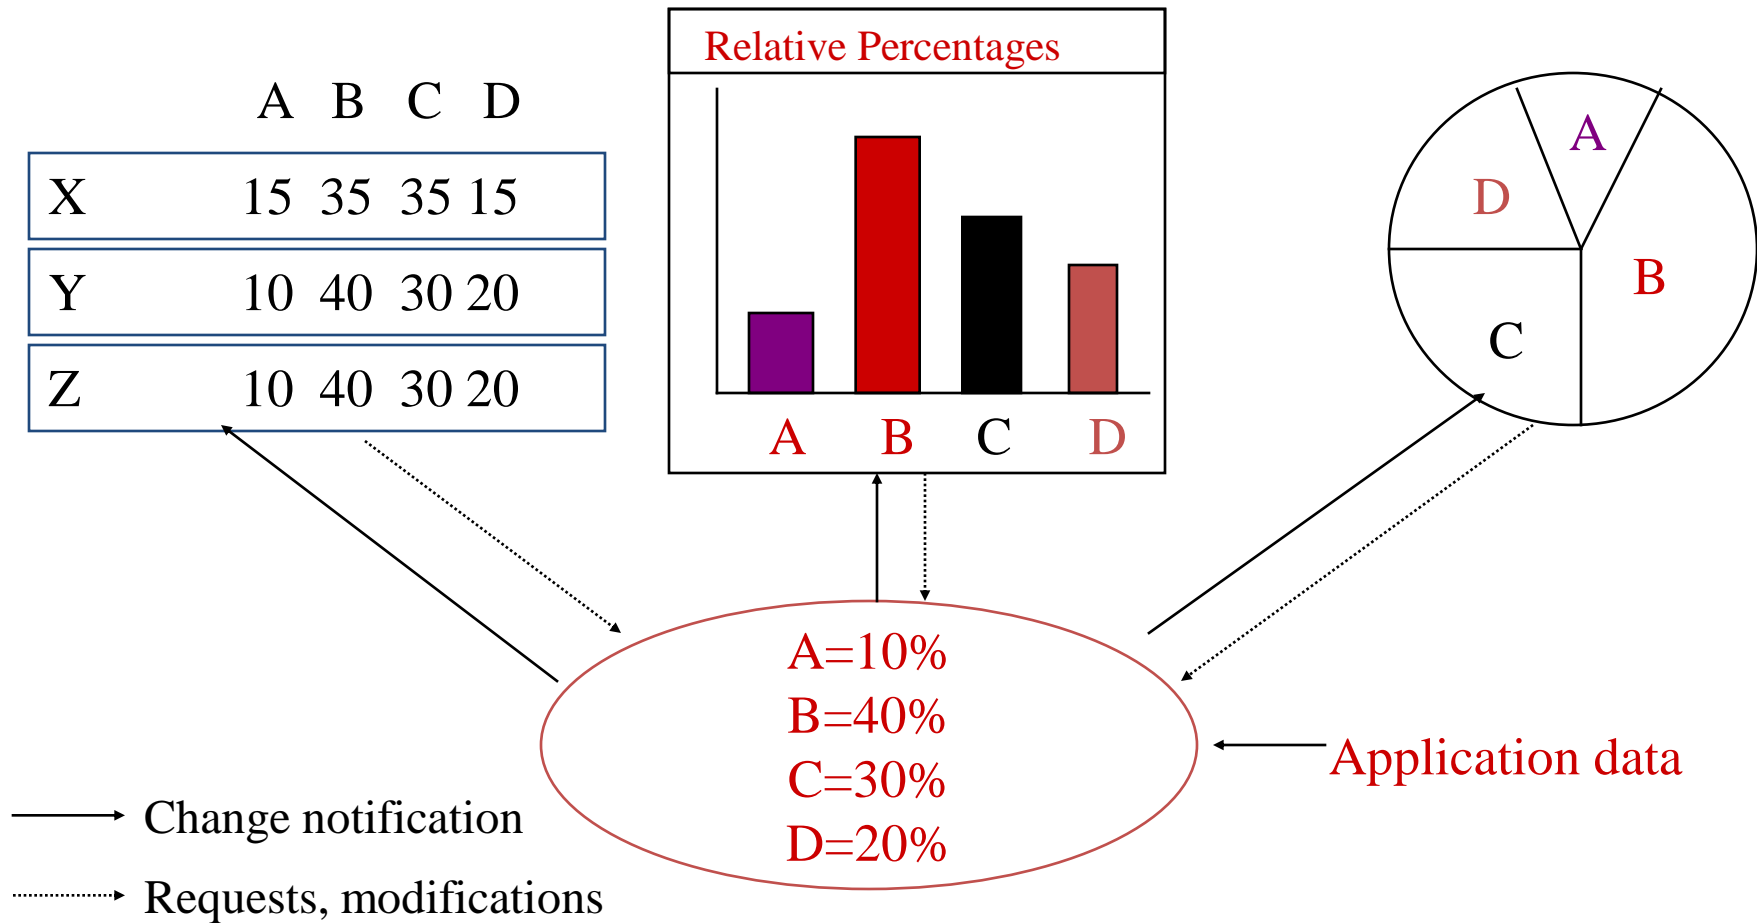 A B C D
X 15 35 35 15
Y 10 40 30 20
Z 10 40 30 20
Relative Percentages
A B C D
A
D
B
C
A=10%
B=40%
C=30%
D=20%
Application data
Change notification
Requests, modifications